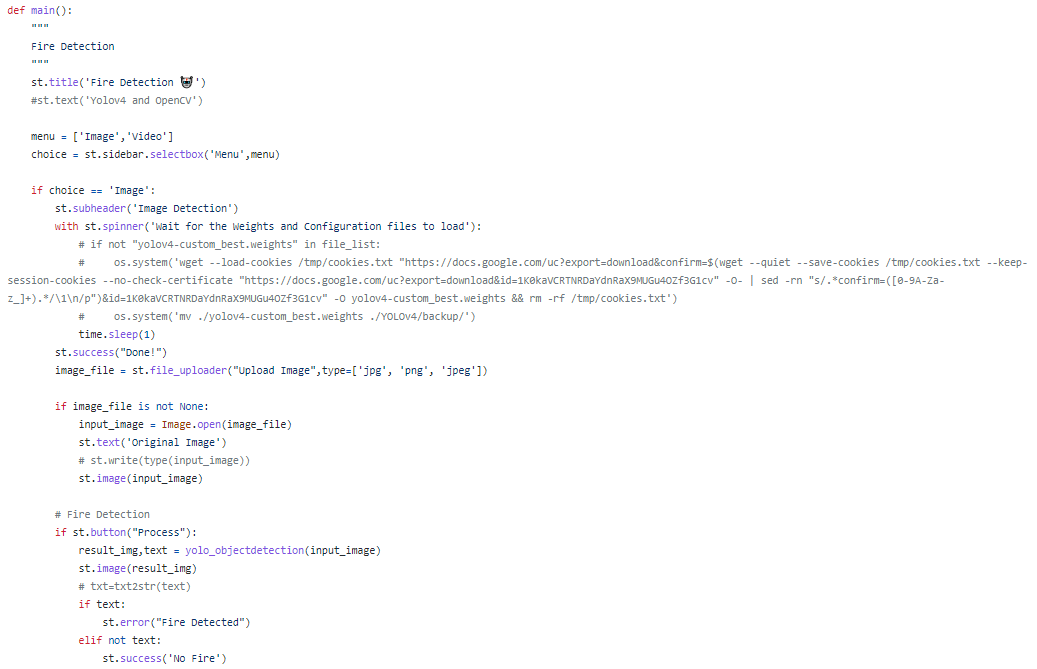 def main():
    """
    Fire Detection
    """
    st.title('Fire Detection 👿')
    #st.text('Yolov4 and OpenCV')

    menu = ['Image','Video']
    choice = st.sidebar.selectbox('Menu',menu)

    if choice == 'Image':
        st.subheader('Image Detection')
        with st.spinner('Wait for the Weights and Configuration files to load'):
            # if not "yolov4-custom_best.weights" in file_list:
            #     os.system('wget --load-cookies /tmp/cookies.txt "https://docs.google.com/uc?export=download&confirm=$(wget --quiet --save-cookies /tmp/cookies.txt --keep-
session-cookies --no-check-certificate "https://docs.google.com/uc?export=download&id=1K0kaVCRTNRDaYdnRaX9MUGu4OZf3G1cv" -O- | sed -rn "s/.*confirm=([0-9A-Za-
z_]+).*/\1\n/p")&id=1K0kaVCRTNRDaYdnRaX9MUGu4OZf3G1cv" -O yolov4-custom_best.weights && rm -rf /tmp/cookies.txt')
            #     os.system('mv ./yolov4-custom_best.weights ./YOLOv4/backup/')
            time.sleep(1)
        st.success("Done!")
        image_file = st.file_uploader("Upload Image",type=['jpg', 'png', 'jpeg'])

        if image_file is not None:
            input_image = Image.open(image_file)
            st.text('Original Image')
            # st.write(type(input_image))
            st.image(input_image)

        # Fire Detection
        if st.button("Process"):
            result_img,text = yolo_objectdetection(input_image)
            st.image(result_img)
            # txt=txt2str(text)
            if text:
                st.error("Fire Detected")
            elif not text:
                st.success('No Fire')